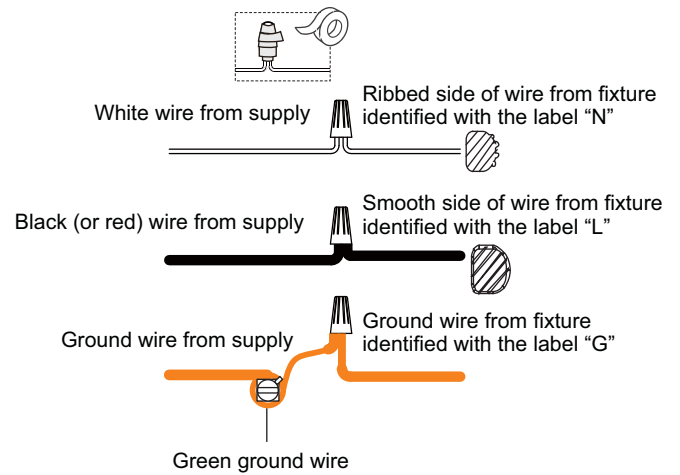 White wire from supply
Ribbed side of wire from fixture
identified with the label “N”
Black (or red) wire from supply
Smooth side of wire from fixture
identified with the label “L”
Ground wire from supply
Ground wire from fixture
identified with the label “G”
Green ground wire